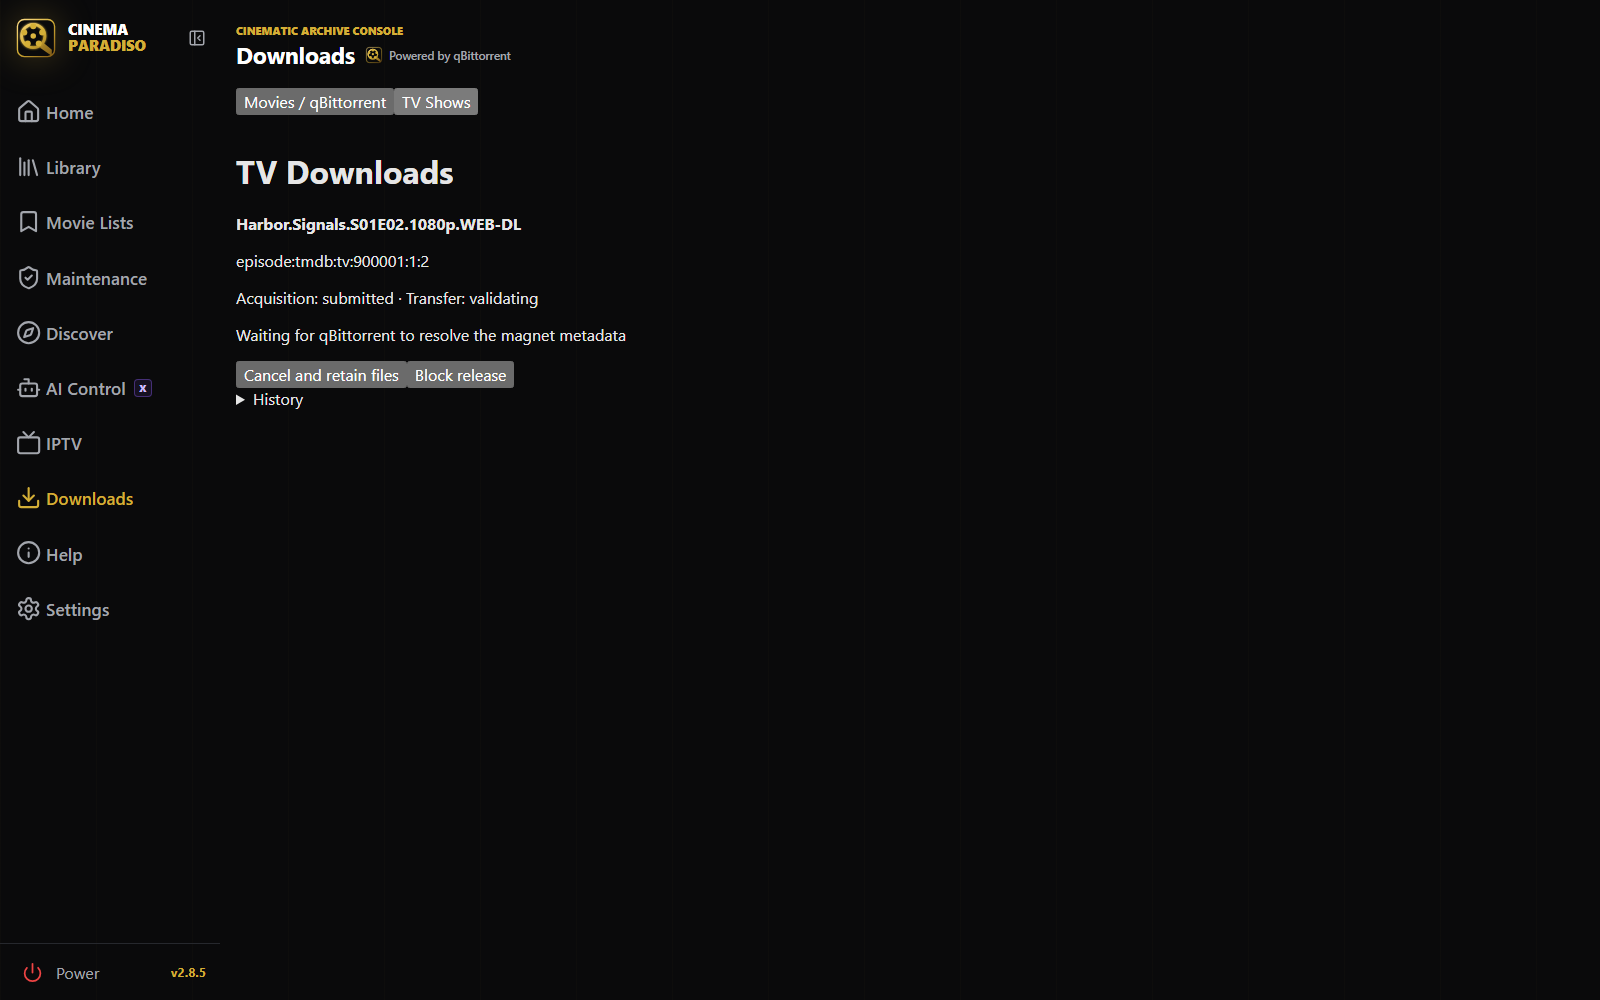 CINEMA
PARADISO
Home
Library
Movie Lists
Maintenance
Discover
AI Control x
IPTV
Downloads
Help
Settings
Power v2.8.5
CINEMATIC ARCHIVE CONSOLE
Downloads Powered by qBittorrent
Movies / qBittorrent TV Shows
TV Downloads
Harbor.Signals.S01E02.1080p.WEB-DL
episode:tmdb:tv:900001:1:2
Acquisition: submitted · Transfer: validating
Waiting for qBittorrent to resolve the magnet metadata
Cancel and retain files Block release
History